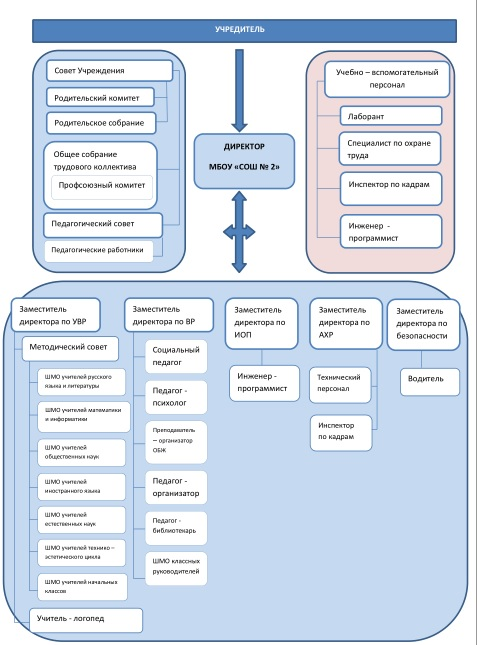 УЧРЕДИТЕЛЬ
Совет Учреждения
Родительский комитет
Родительское собрание
Общее собрание
трудового коллектива
Профсоюзный комитет
Педагогический совет
Педагогические работники
ДИРЕКТОР
МБОУ «СОШ № 2»
Учебно – вспомогательный
персонал
Лаборант
Специалист по охране
труда
Инспектор по кадрам
Инженер -
программист
Заместитель
директора по УВР
Методический совет
ШМО учителей русского
языка и литературы
ШМО учителей математики
и информатики
ШМО учителей
общественных наук
ШМО учителей
иностранного языка
ШМО учителей
естественных наук
ШМО учителей технико –
эстетического цикла
ШМО учителей начальных
классов
Учитель - логопед
Заместитель
директора по ВР
Социальный
педагог
Педагог -
психолог
Преподаватель
– организатор
ОБЖ
Педагог -
организатор
Педагог -
библиотекарь
ШМО классных
руководителей
Заместитель
директора по
ИОП
Инженер -
программист
Заместитель
директора по
АХР
Технический
персонал
Инспектор
по кадрам
Заместитель
директора по
безопасности
Водитель